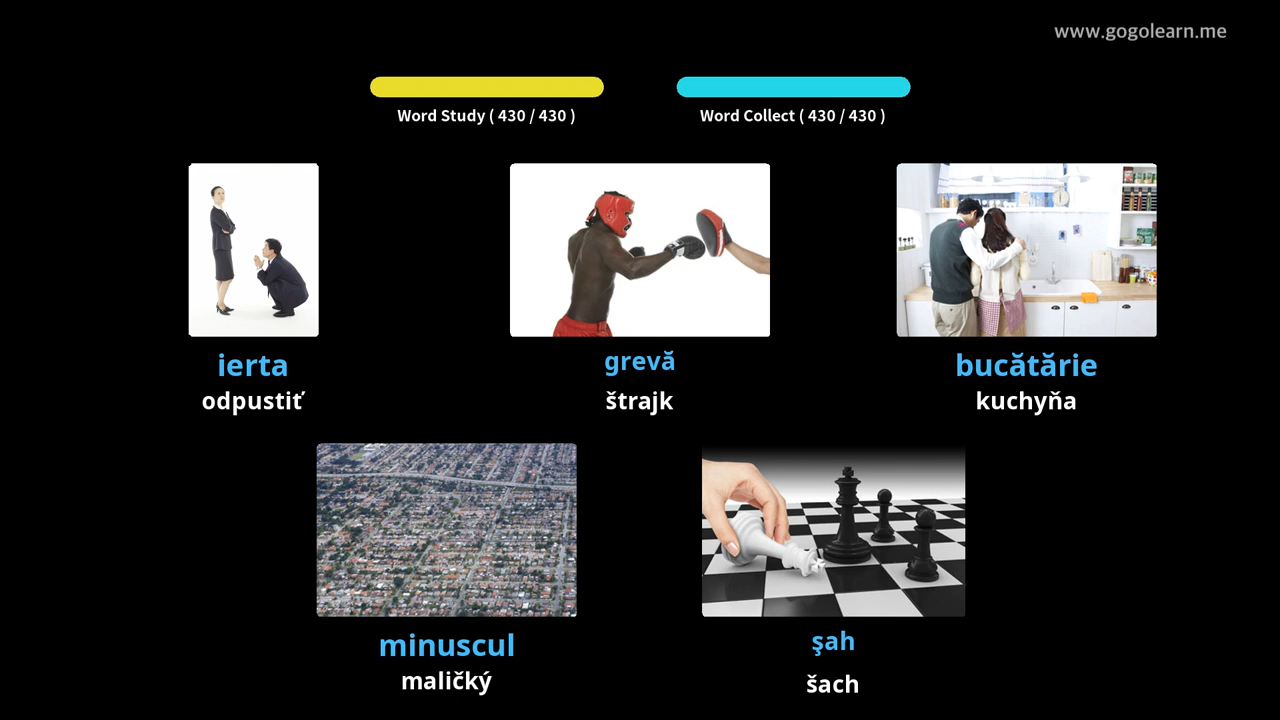 www.gogolearn.me
Word Study ( 430 / 430 )
Word Collect ( 430 / 430 )
ierta
odpustiť
grevă
štrajk
bucătărie
kuchyňa
minuscul
maličký
şah
šach